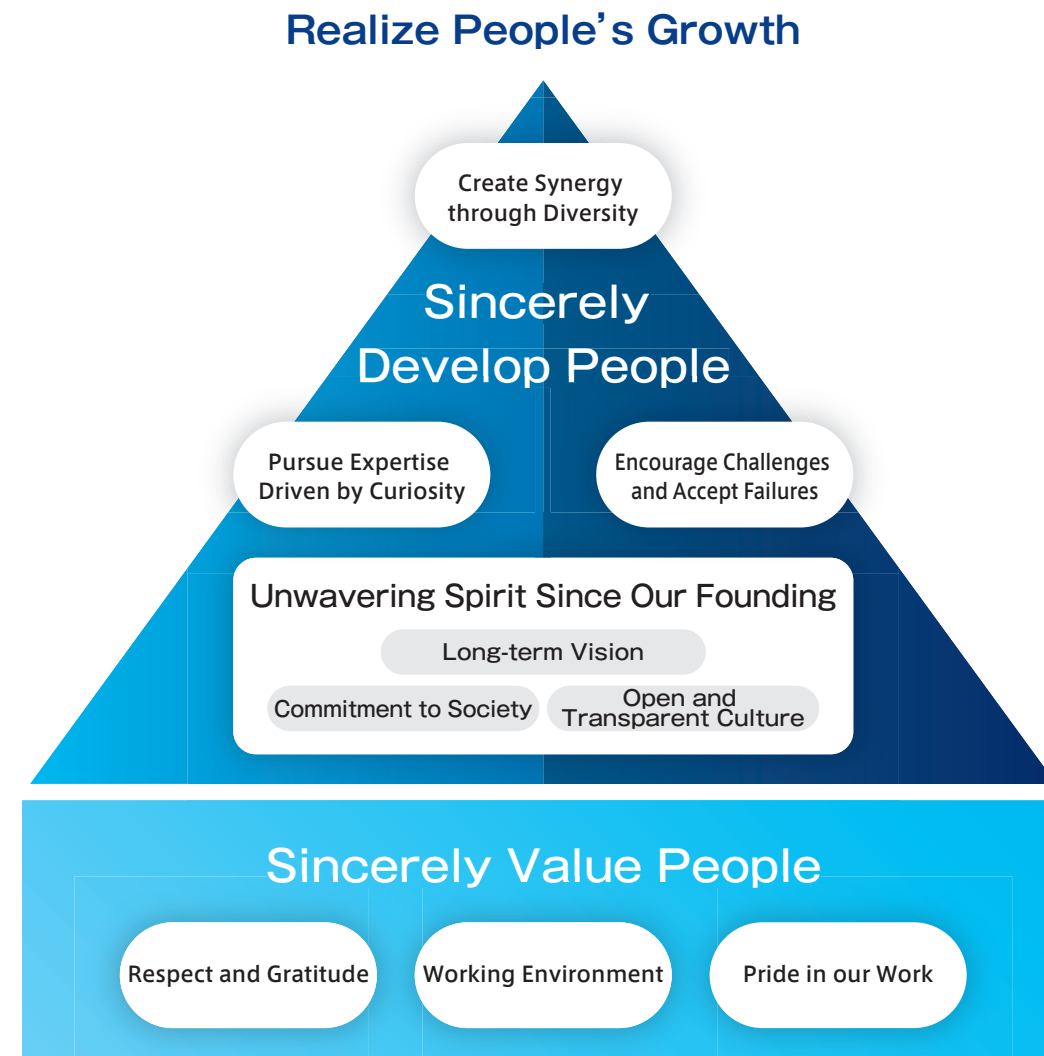 Realize People’s Growth
Create Synergy
through Diversity
Sincerely
Develop People
Pursue Expertise
Driven by Curiosity
Encourage Challenges
and Accept Failures
Unwavering Spirit Since Our Founding
Long-term Vision
Commitment to Society
Open and
Transparent Culture
Sincerely Value People
Respect and Gratitude
Working Environment
Pride in our Work